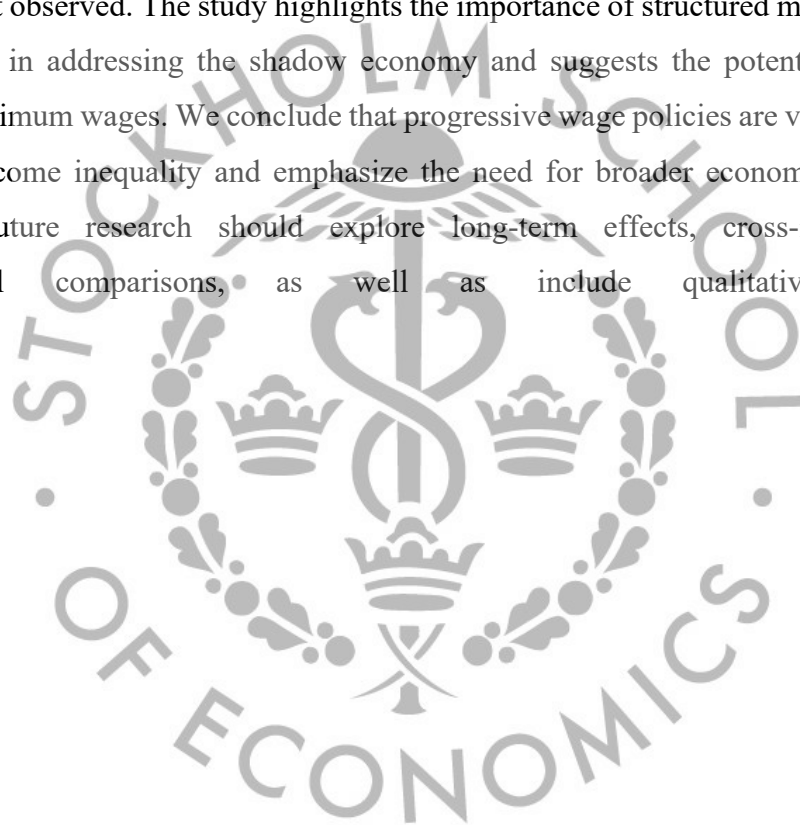 t observed. The study highlights the importance of structured m
in addressing the shadow economy and suggests the potent
imum wages. We conclude that progressive wage policies are v
come inequality and emphasize the need for broader econom
uture research should explore long-term effects, cross-
l comparisons, as well as include qualitativ
STOCKHOLM SCHOOL
OF ECONOMICS